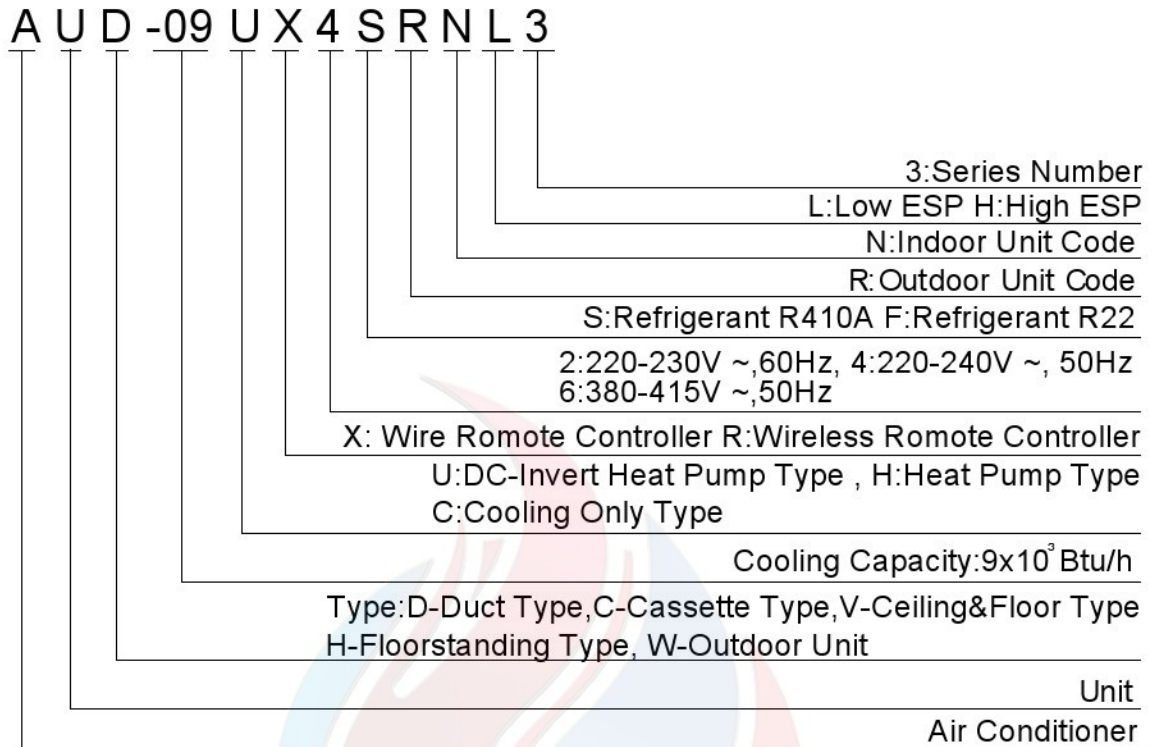 A U D -09 U X 4 S R N L 3
3:Series Number
L:Low ESP H:High ESP
N:Indoor Unit Code
R:Outdoor Unit Code
S:Refrigerant R410A F:Refrigerant R22
2:220-230V ~,60Hz, 4:220-240V ~, 50Hz
6:380-415V ~,50Hz
X: Wire Romote Controller R:Wireless Romote Controller
U:DC-Invert Heat Pump Type , H:Heat Pump Type
C:Cooling Only Type
Cooling Capacity:9x10³ Btu/h
Type:D-Duct Type,C-Cassette Type,V-Ceiling&Floor Type
H-Floorstanding Type, W-Outdoor Unit
Unit
Air Conditioner